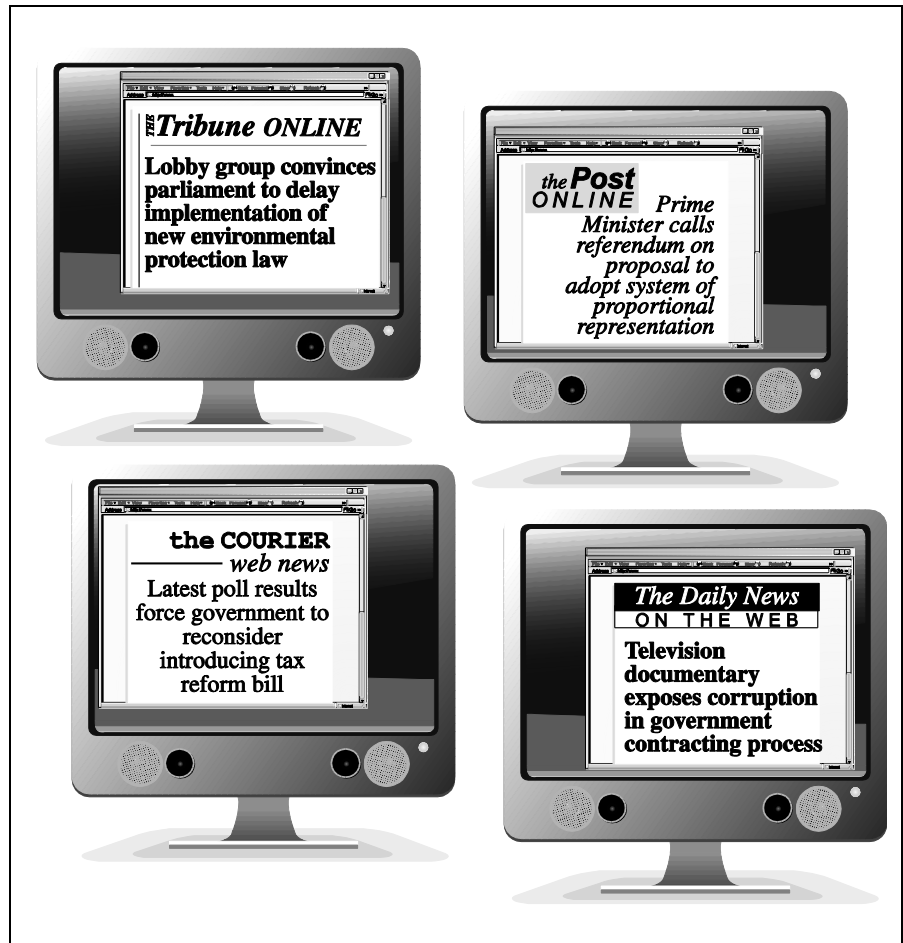 THE Tribune ONLINE
Lobby group convinces
parliament to delay
implementation of
new environmental
protection law
the Post
ONLINE
Prime
Minister calls
referendum on
proposal to
adopt system of
proportional
representation
the COURIER
web news
Latest poll results
force government to
reconsider
introducing tax
reform bill
The Daily News
ON THE WEB
Television
documentary
exposes corruption
in government
contracting process